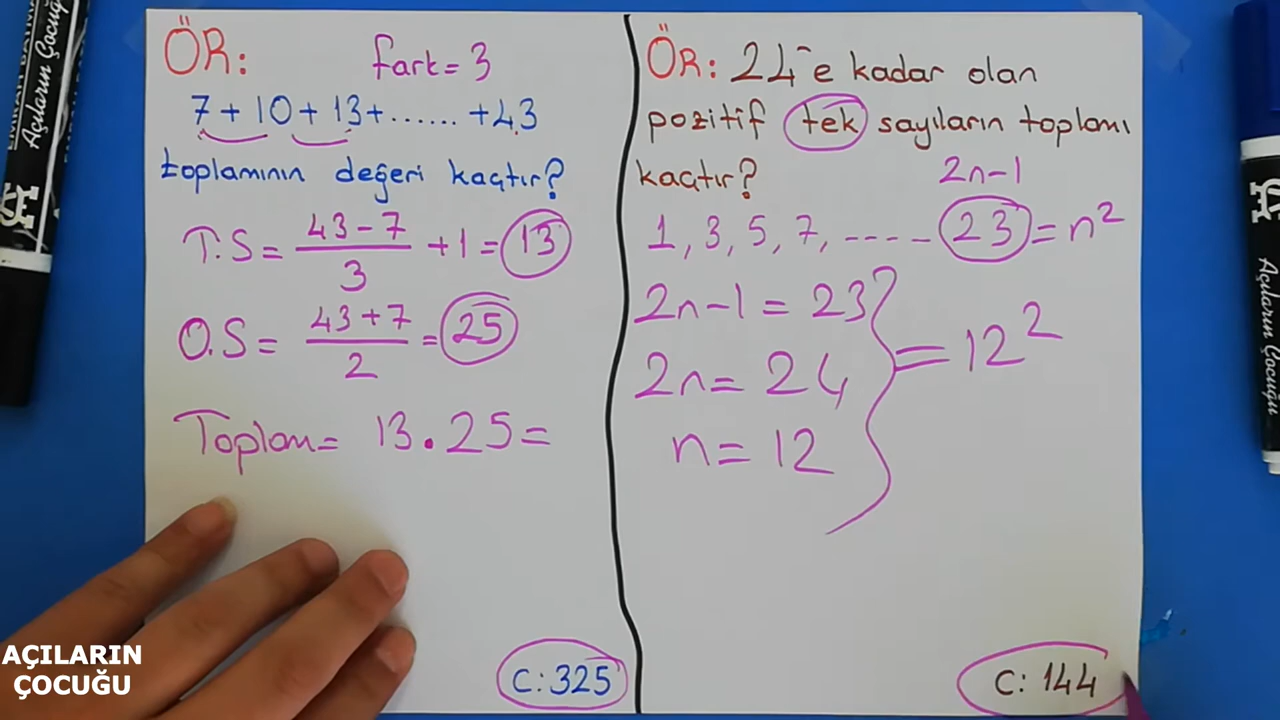 ÖR: fark=3
7+10+13+......+43
toplamının değeri kaçtır?
T.S= 43-7/3 +1=13
O.S= 43+7/2 =25
Toplam= 13.25=
C:325
ÖR: 24'e kadar olan
pozitif tek sayıların toplamı
kaçtır? 2n-1
1, 3, 5, 7, ---- 23=n²
2n-1=23
2n=24 =12²
n=12
C: 144
Açıların Çocuğu
Açıların Çocuğu
AÇILARIN
ÇOCUĞU